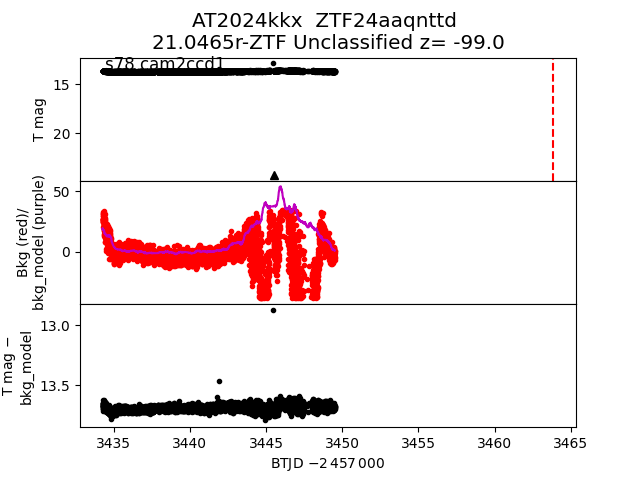 AT2024kkx  ZTF24aaqnttd
21.0465r-ZTF Unclassified z= -99.0
s78 cam2ccd1
15
20
T mag
50
0
Bkg (red)/
bkg_model (purple)
13.0
13.5
T mag −
bkg_model
3435
3440
3445
3450
3455
3460
3465
BTJD −2 457 000